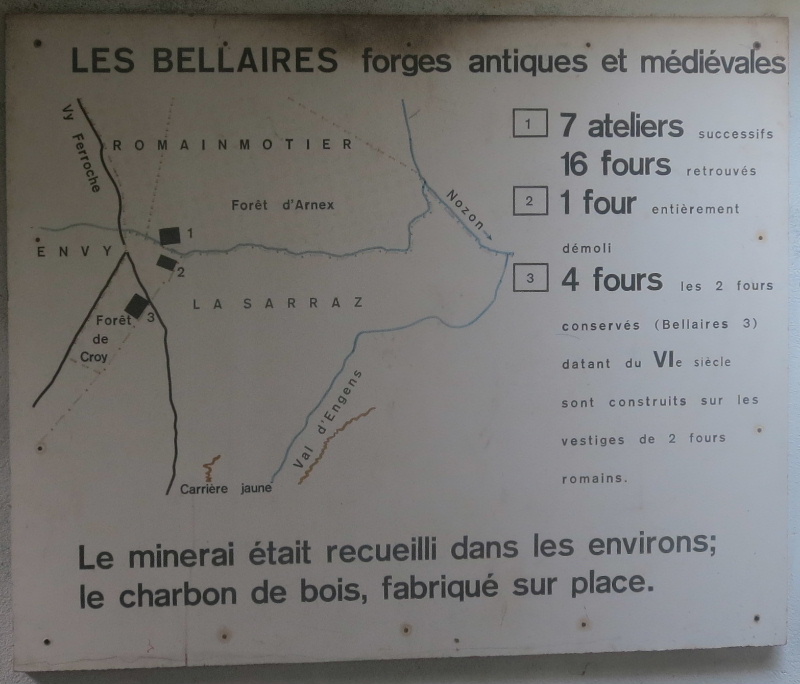 LES BELLAIRES forges antiques et médiévales
Vy Ferroche
ROMAINMOTIER
Forêt d'Arnex
Nozon
ENVY
1
2
LA SARRAZ
3
Forêt
de
Croy
Val d'Engens
Carrière jaune
1 7 ateliers successifs
16 fours retrouvés
2 1 four entièrement
démoli
3 4 fours les 2 fours
conservés (Bellaires 3)
datant du VIe siècle
sont construits sur les
vestiges de 2 fours
romains.
Le minerai était recueilli dans les environs;
le charbon de bois, fabriqué sur place.